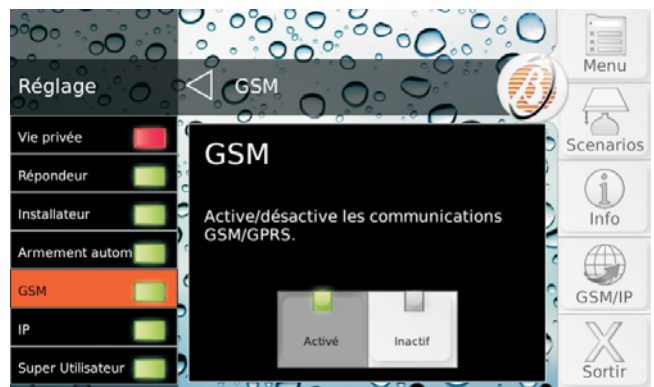 Réglage
GSM
Vie privée
Répondeur
Installateur
Armement autom
GSM
IP
Super Utilisateur
GSM
Active/désactive les communications
GSM/GPRS.
Activé
Inactif
Menu
Scenarios
Info
GSM/IP
Sortir